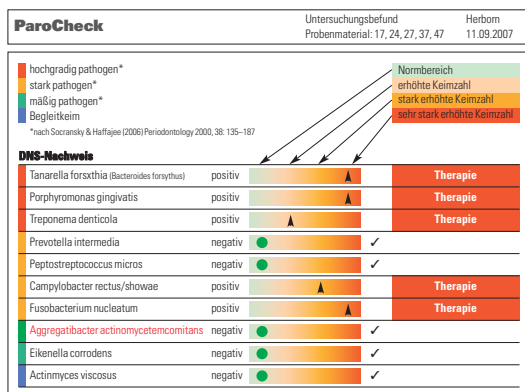 ParoCheck
Untersuchungsbefund Herborn
Probenmaterial: 17, 24, 27, 37, 47 11.09.2007
hochgradig pathogen* Normbereich
stark pathogen* erhöhte Keimzahl
mäßig pathogen* stark erhöhte Keimzahl
Begleitkeim sehr stark erhöhte Keimzahl
*nach Socransky & Haffajee (2006) Periodontology 2000, 38: 135–187
DNS-Nachweis
Tanarella forsxthia (Bacteroides forsythus) positiv Therapie
Porphyromonas gingivatis positiv Therapie
Treponema denticola positiv Therapie
Prevotella intermedia negativ ✓
Peptostreptococcus micros negativ ✓
Campylobacter rectus/showae positiv Therapie
Fusobacterium nucleatum positiv Therapie
Aggregatibacter actinomycetemcomitans negativ ✓
Eikenella corrodens negativ ✓
Actinmyces viscosus negativ ✓